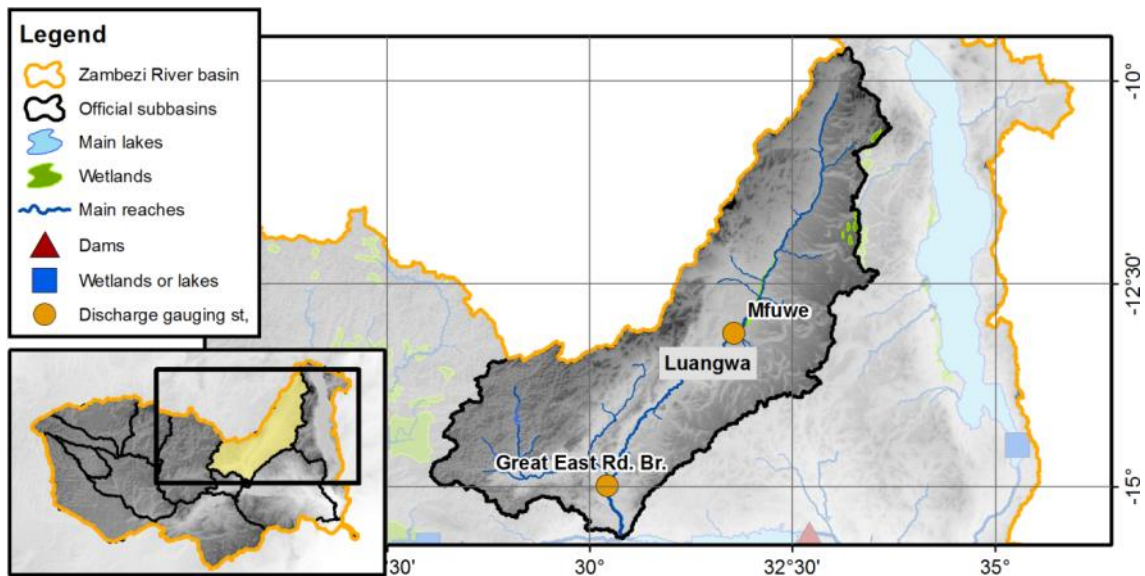 Legend
Zambezi River basin
Official subbasins
Main lakes
Wetlands
Main reaches
Dams
Wetlands or lakes
Discharge gauging st,
Mfuwe
Luangwa
Great East Rd. Br.
-10°
-12°30'
-15°
30'
30°
32°30'
35°